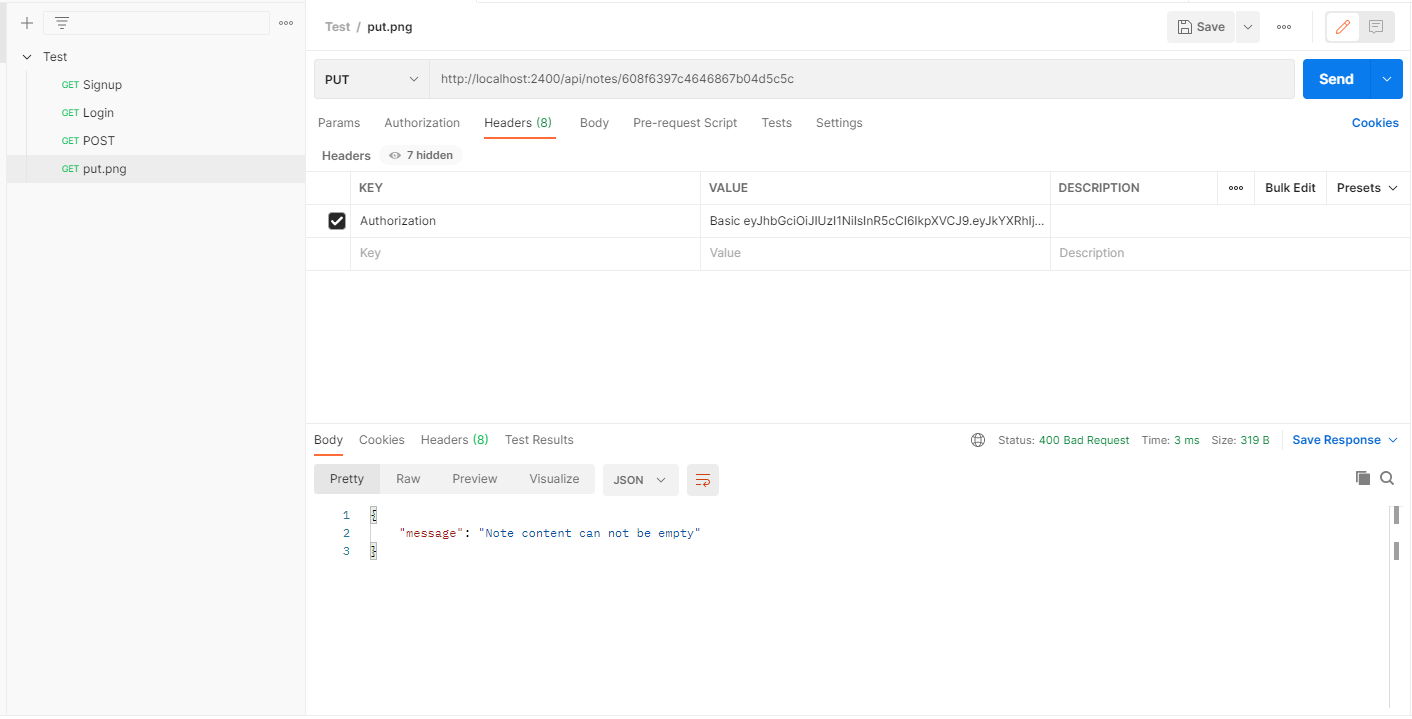 Test
GET Signup
GET Login
GET POST
GET put.png
Test / put.png
Save
PUT
http://localhost:2400/api/notes/608f6397c4646867b04d5c5c
Send
Params Authorization Headers (8) Body Pre-request Script Tests Settings Cookies
Headers 7 hidden
KEY VALUE DESCRIPTION Bulk Edit Presets
Authorization Basic eyJhbGciOiJIUzI1NiIsInR5cCI6IkpXVCJ9.eyJkYXRhIj...
Key Value Description
Body Cookies Headers (8) Test Results Status: 400 Bad Request Time: 3 ms Size: 319 B Save Response
Pretty Raw Preview Visualize JSON
1 {
2 "message": "Note content can not be empty"
3 }